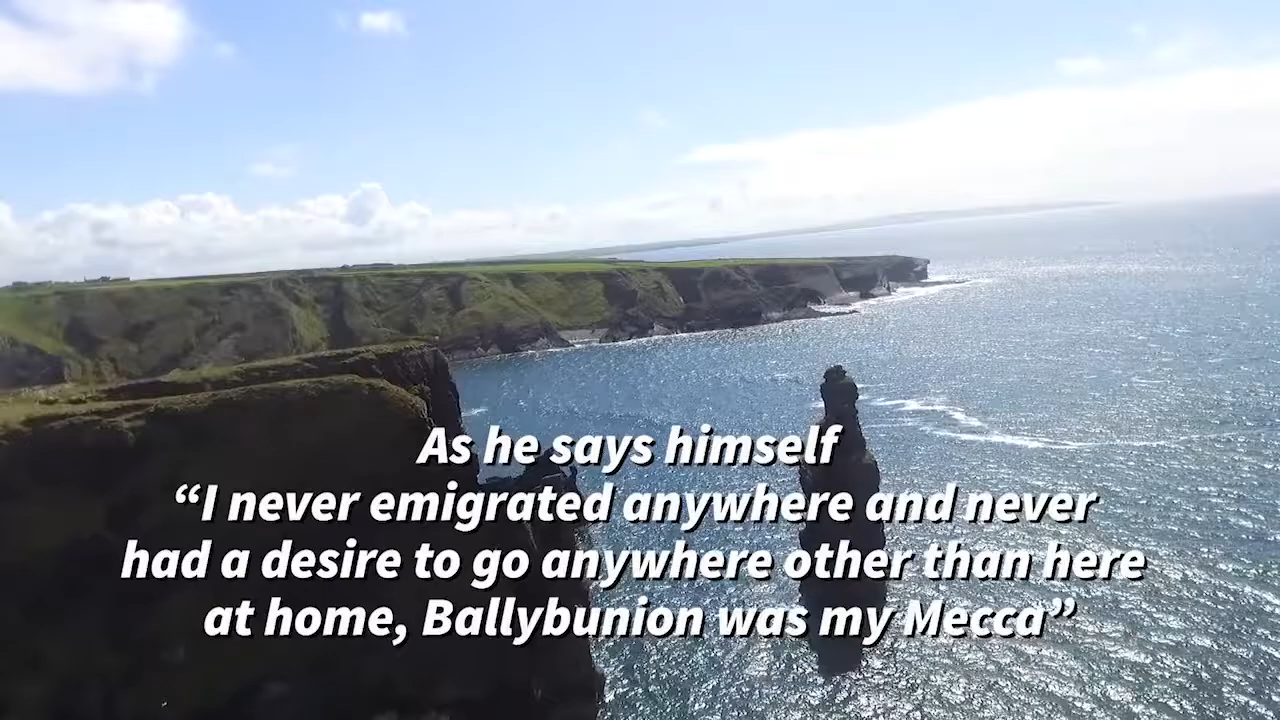 As he says himself
“I never emigrated anywhere and never
had a desire to go anywhere other than here
at home, Ballybunion was my Mecca”